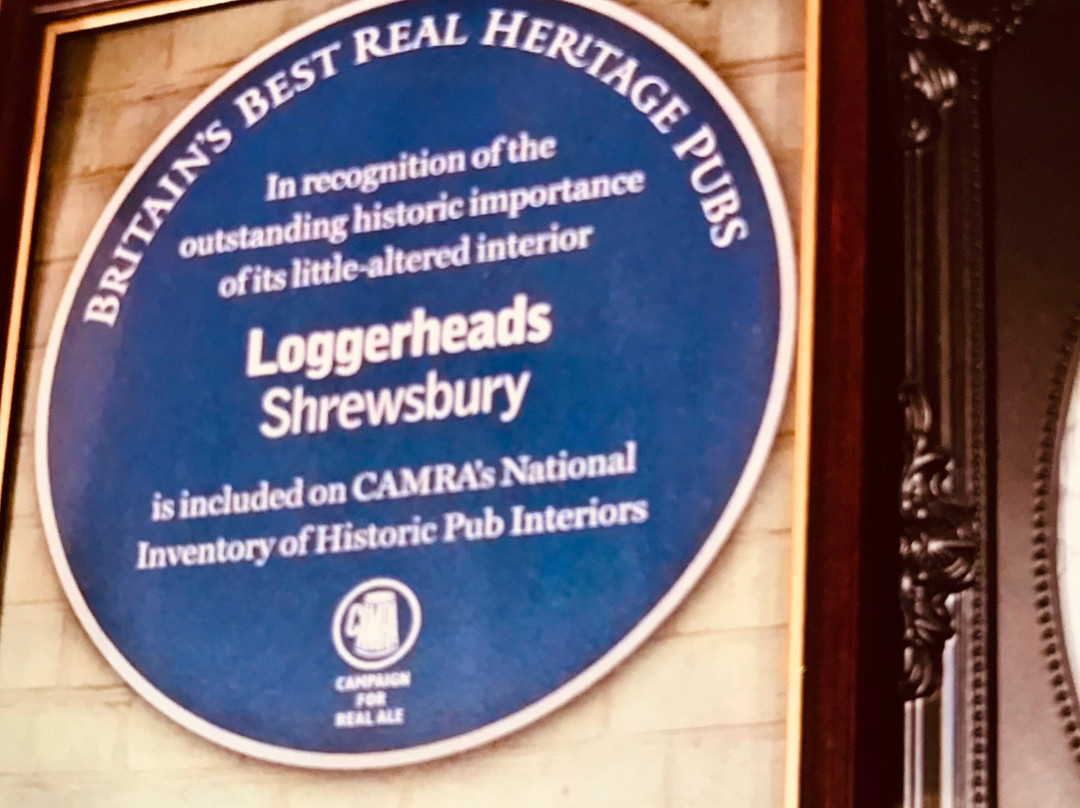 BRITAIN'S BEST REAL HERITAGE PUBS
In recognition of the
outstanding historic importance
of its little-altered interior
Loggerheads
Shrewsbury
is included on CAMRA's National
Inventory of Historic Pub Interiors
CAMRA
CAMPAIGN
FOR
REAL ALE